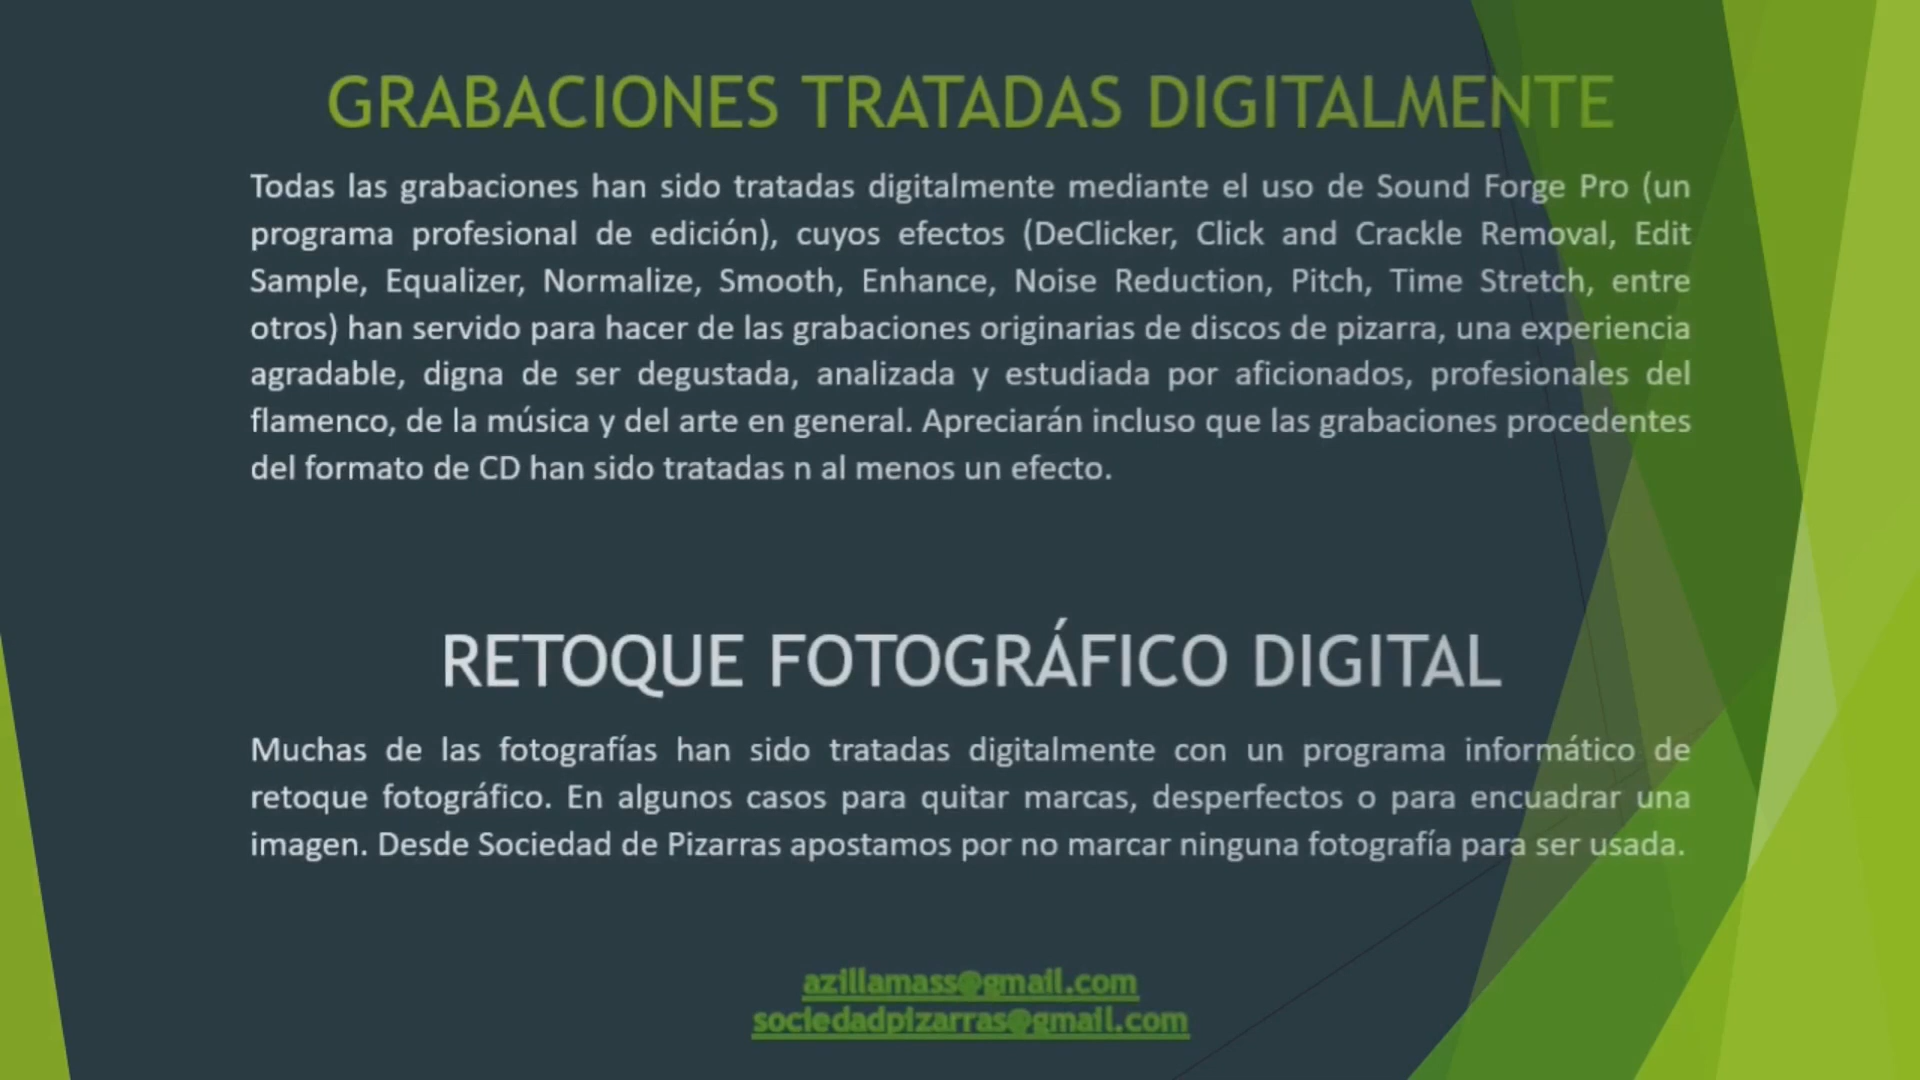 GRABACIONES TRATADAS DIGITALMENTE
Todas las grabaciones han sido tratadas digitalmente mediante el uso de Sound Forge Pro (un
programa profesional de edición), cuyos efectos (DeClicker, Click and Crackle Removal, Edit
Sample, Equalizer, Normalize, Smooth, Enhance, Noise Reduction, Pitch, Time Stretch, entre
otros) han servido para hacer de las grabaciones originarias de discos de pizarra, una experiencia
agradable, digna de ser degustada, analizada y estudiada por aficionados, profesionales del
flamenco, de la música y del arte en general. Apreciarán incluso que las grabaciones procedentes
del formato de CD han sido tratadas n al menos un efecto.
RETOQUE FOTOGRÁFICO DIGITAL
Muchas de las fotografías han sido tratadas digitalmente con un programa informático de
retoque fotográfico. En algunos casos para quitar marcas, desperfectos o para encuadrar una
imagen. Desde Sociedad de Pizarras apostamos por no marcar ninguna fotografía para ser usada.
azillamass@gmail.com
sociedadpizarras@gmail.com